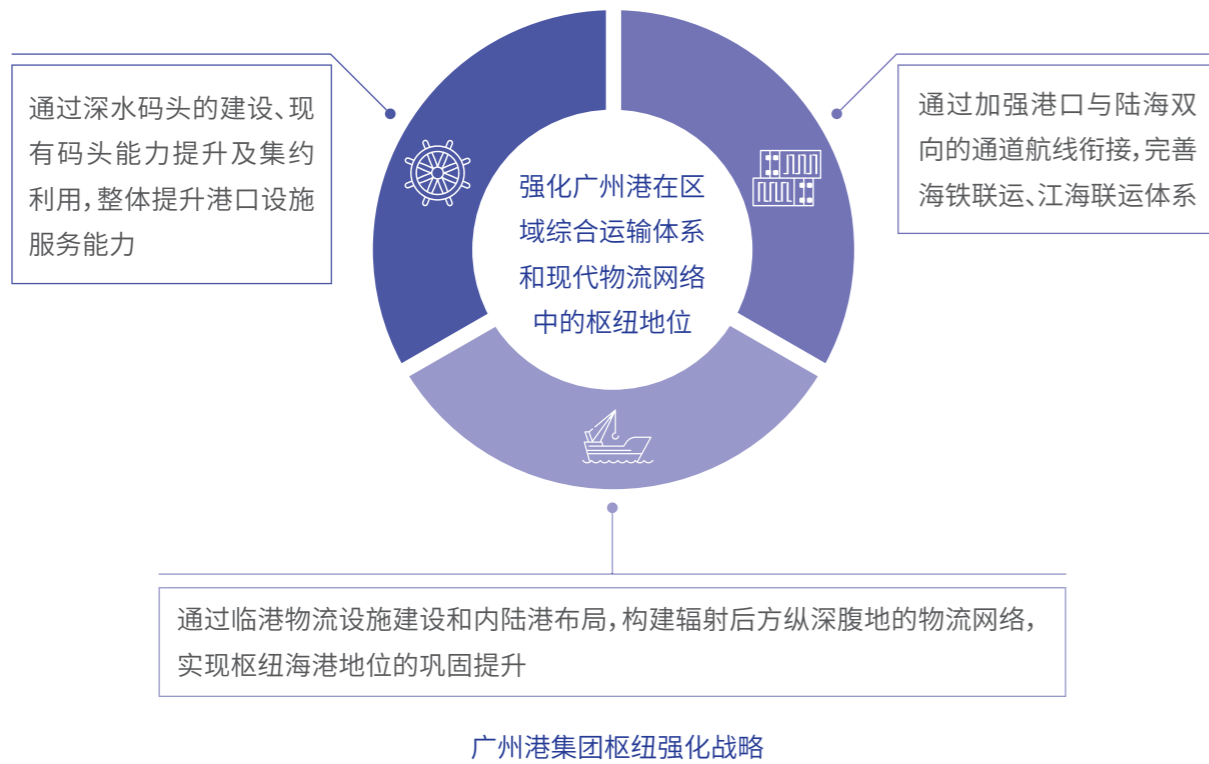 通过深水码头的建设、现
有码头能力提升及集约
利用，整体提升港口设施
服务能力
强化广州港在区
域综合运输体系
和现代物流网络
中的枢纽地位
通过加强港口与陆海双
向的通道航线衔接，完善
海铁联运、江海联运体系
通过临港物流设施建设和内陆港布局，构建辐射后方纵深腹地的物流网络，
实现枢纽海港地位的巩固提升
广州港集团枢纽强化战略